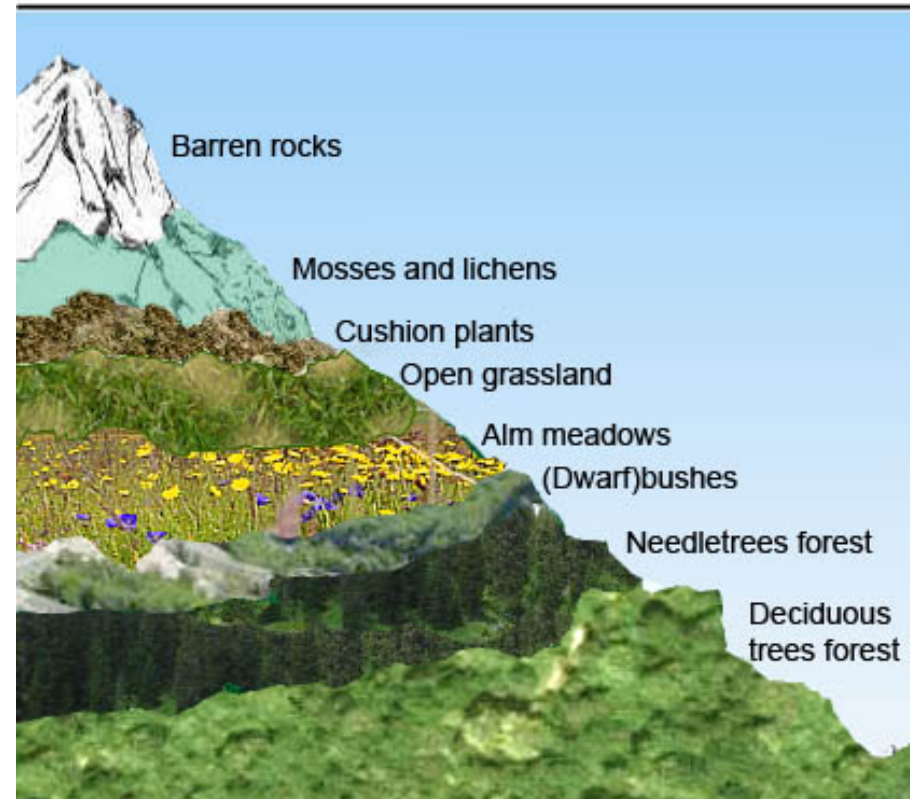 Barren rocks
Mosses and lichens
Cushion plants
Open grassland
Alm meadows
(Dwarf)bushes
Needletrees forest
Deciduous
trees forest